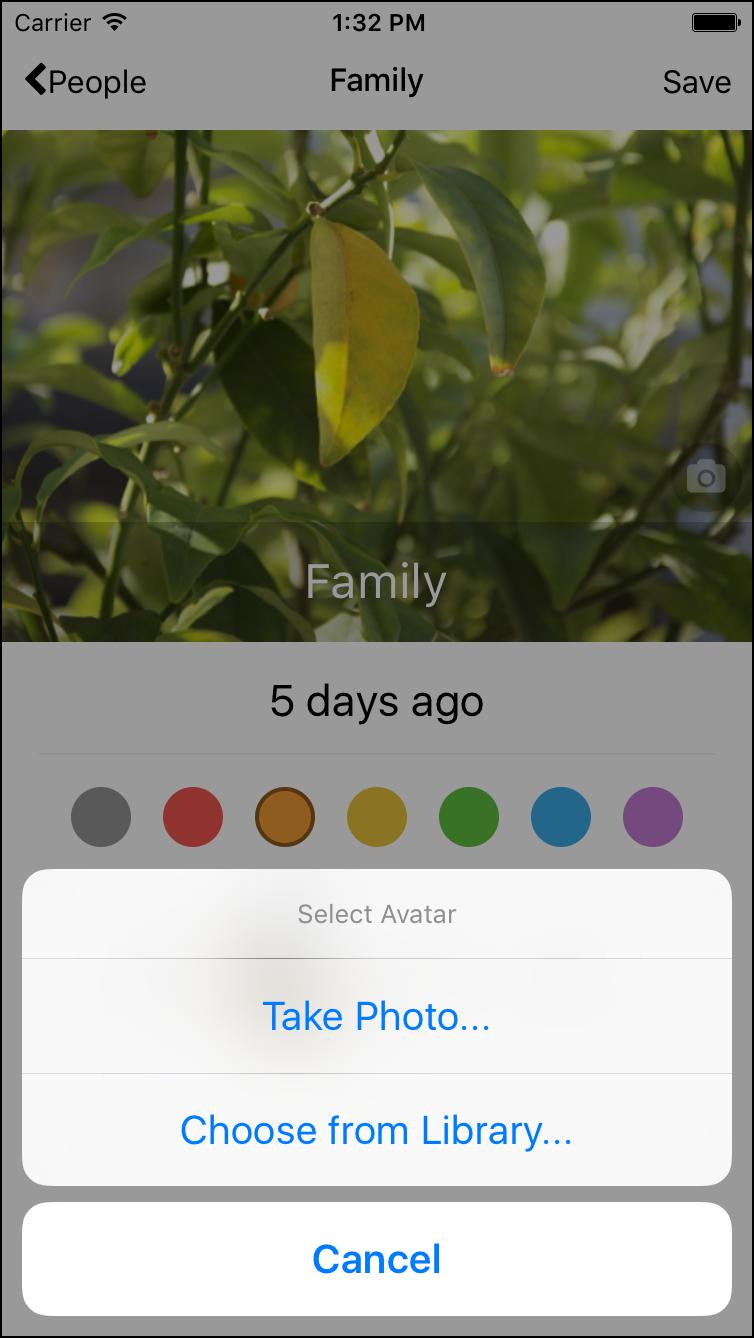 Carrier 1:32 PM
People Family Save
Family
5 days ago
Select Avatar
Take Photo...
Choose from Library...
Cancel